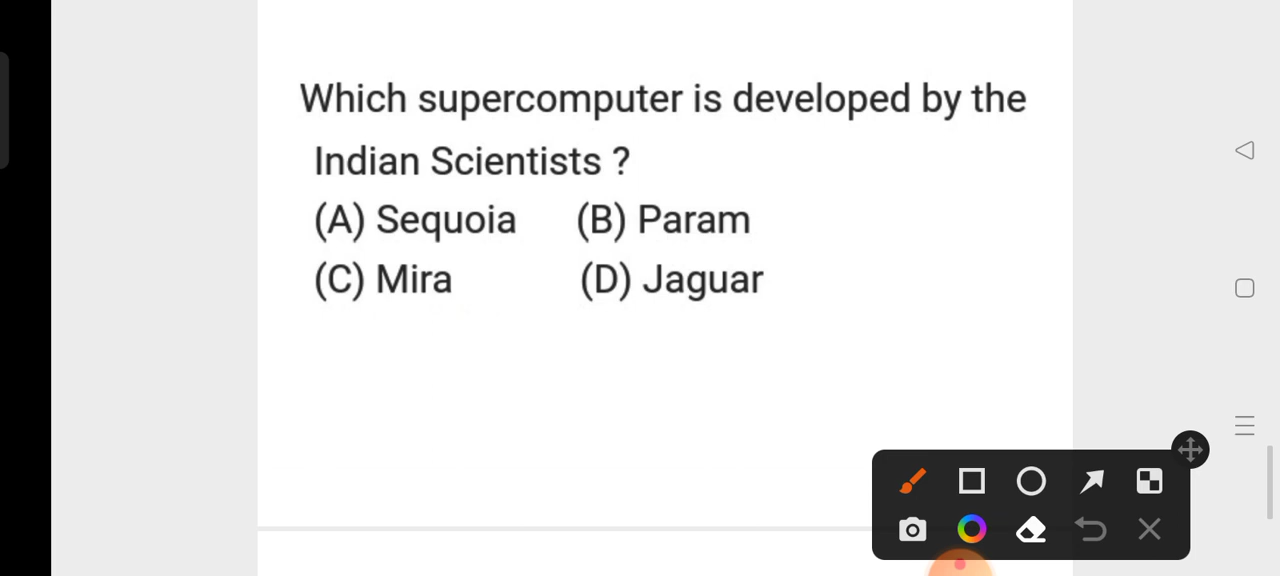 Which supercomputer is developed by the
Indian Scientists ?
(A) Sequoia (B) Param
(C) Mira (D) Jaguar